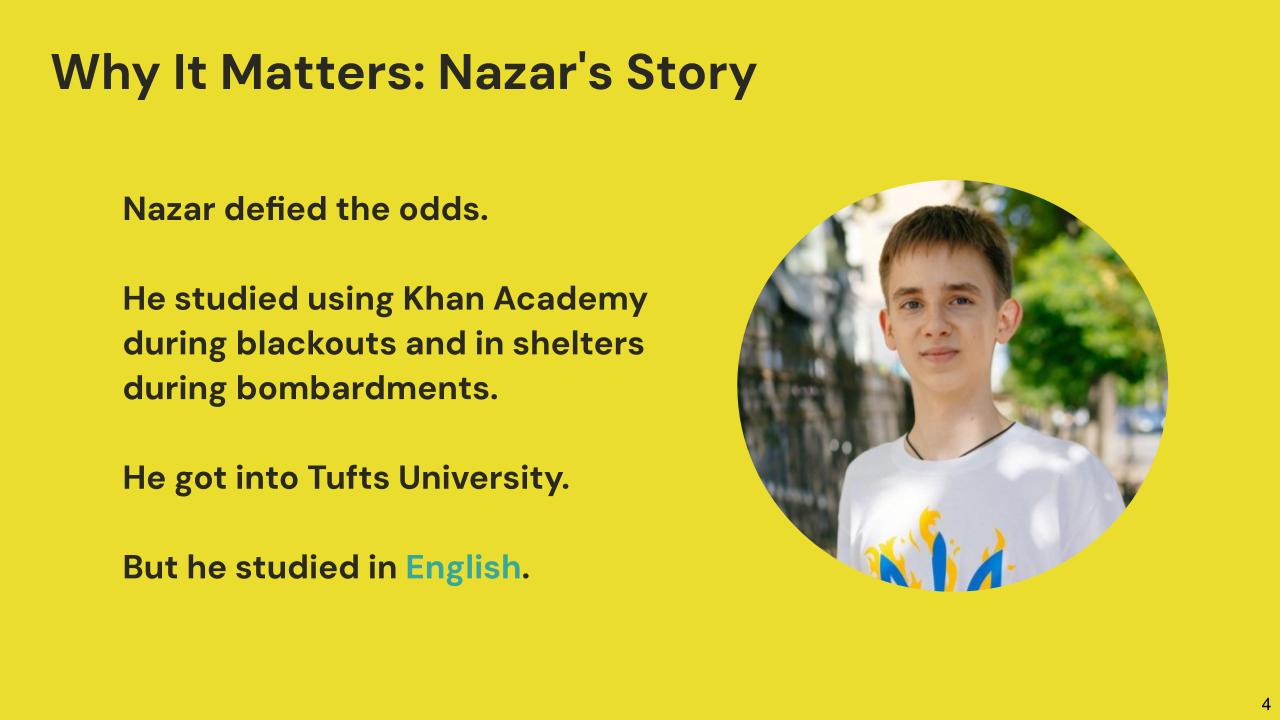 Why It Matters: Nazar's Story
Nazar defied the odds.
He studied using Khan Academy
during blackouts and in shelters
during bombardments.
He got into Tufts University.
But he studied in English.
4